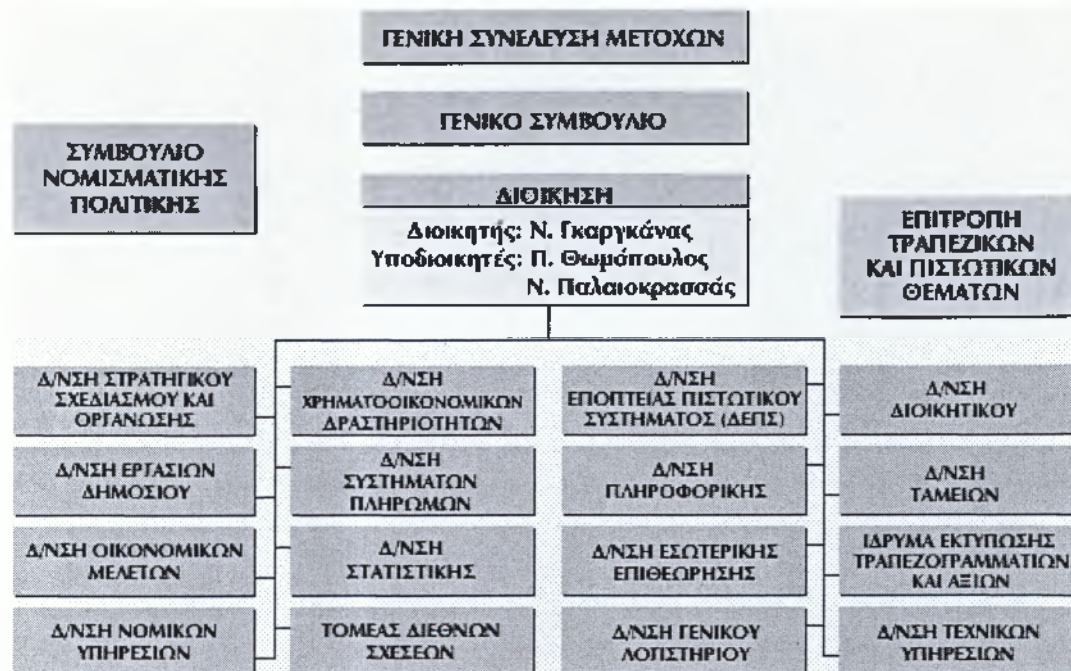 ΓΕΝΙΚΗ ΣΥΝΕΛΕΥΣΗ ΜΕΤΟΧΩΝ
ΓΕΝΙΚΟ ΣΥΜΒΟΥΛΙΟ
ΣΥΜΒΟΥΛΙΟ
ΝΟΜΙΣΜΑΤΙΚΗΣ
ΠΟΛΙΤΙΚΗΣ
ΔΙΟΙΚΗΣΗ
Διοικητής: Ν. Γκαργκάνας
Υποδιοικητές: Π. Θωμόπουλος
Ν. Παλαιοκρασσάς
ΕΠΙΤΡΟΠΗ
ΤΡΑΠΕΖΙΚΩΝ
ΚΑΙ ΠΙΣΤΩΤΙΚΩΝ
ΘΕΜΑΤΩΝ
Δ/ΝΣΗ ΣΤΡΑΤΗΓΙΚΟΥ
ΣΧΕΔΙΑΣΜΟΥ ΚΑΙ
ΟΡΓΑΝΩΣΗΣ
Δ/ΝΣΗ
ΧΡΗΜΑΤΟΟΙΚΟΝΟΜΙΚΩΝ
ΔΡΑΣΤΗΡΙΟΤΗΤΩΝ
Δ/ΝΣΗ
ΕΠΟΠΤΕΙΑΣ ΠΙΣΤΩΤΙΚΟΥ
ΣΥΣΤΗΜΑΤΟΣ (ΔΕΠΣ)
Δ/ΝΣΗ
ΔΙΟΙΚΗΤΙΚΟΥ
Δ/ΝΣΗ ΕΡΓΑΣΙΩΝ
ΔΗΜΟΣΙΟΥ
Δ/ΝΣΗ
ΣΥΣΤΗΜΑΤΩΝ
ΠΛΗΡΩΜΩΝ
Δ/ΝΣΗ
ΠΛΗΡΟΦΟΡΙΚΗΣ
Δ/ΝΣΗ
ΤΑΜΕΙΩΝ
Δ/ΝΣΗ ΟΙΚΟΝΟΜΙΚΩΝ
ΜΕΛΕΤΩΝ
Δ/ΝΣΗ
ΣΤΑΤΙΣΤΙΚΗΣ
Δ/ΝΣΗ ΕΣΩΤΕΡΙΚΗΣ
ΕΠΙΘΕΩΡΗΣΗΣ
ΙΔΡΥΜΑ ΕΚΤΥΠΩΣΗΣ
ΤΡΑΠΕΖΟΓΡΑΜΜΑΤΙΩΝ
ΚΑΙ ΑΞΙΩΝ
Δ/ΝΣΗ ΝΟΜΙΚΩΝ
ΥΠΗΡΕΣΙΩΝ
ΤΟΜΕΑΣ ΔΙΕΘΝΩΝ
ΣΧΕΣΕΩΝ
Δ/ΝΣΗ ΓΕΝΙΚΟΥ
ΛΟΓΙΣΤΗΡΙΟΥ
Δ/ΝΣΗ ΤΕΧΝΙΚΩΝ
ΥΠΗΡΕΣΙΩΝ